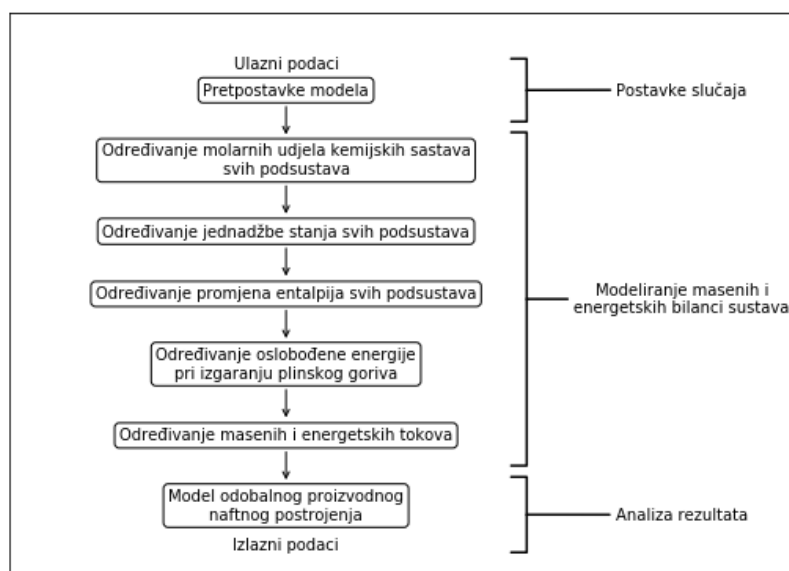 Ulazni podaci
Pretpostavke modela
Postavke slučaja
Određivanje molarnih udjela kemijskih sastava
svih podsustava
Određivanje jednadžbe stanja svih podsustava
Određivanje promjena entalpija svih podsustava
Određivanje oslobođene energije
pri izgaranju plinskog goriva
Određivanje masenih i energetskih tokova
Modeliranje masenih i
energetskih bilanci sustava
Model odobalnog proizvodnog
naftnog postrojenja
Izlazni podaci
Analiza rezultata